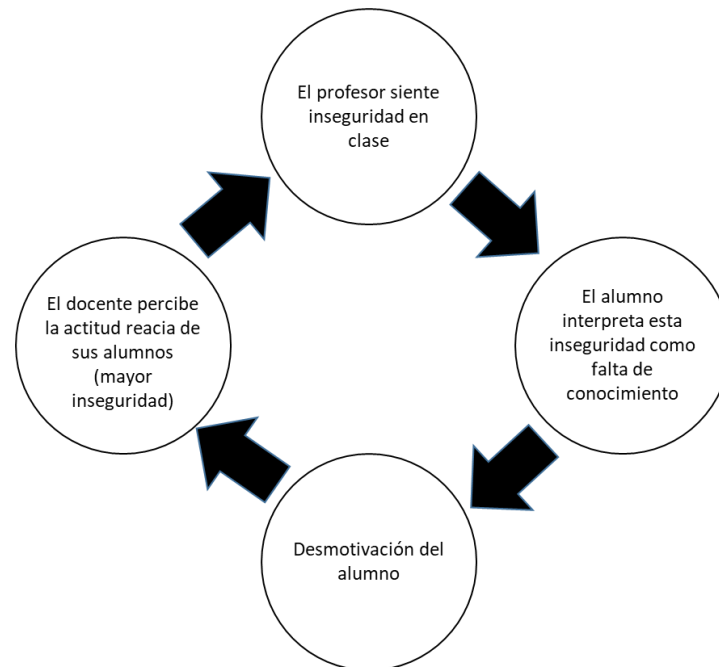 El profesor siente
inseguridad en
clase
El alumno
interpreta esta
inseguridad como
falta de
conocimiento
Desmotivación del
alumno
El docente percibe
la actitud reacia de
sus alumnos
(mayor
inseguridad)